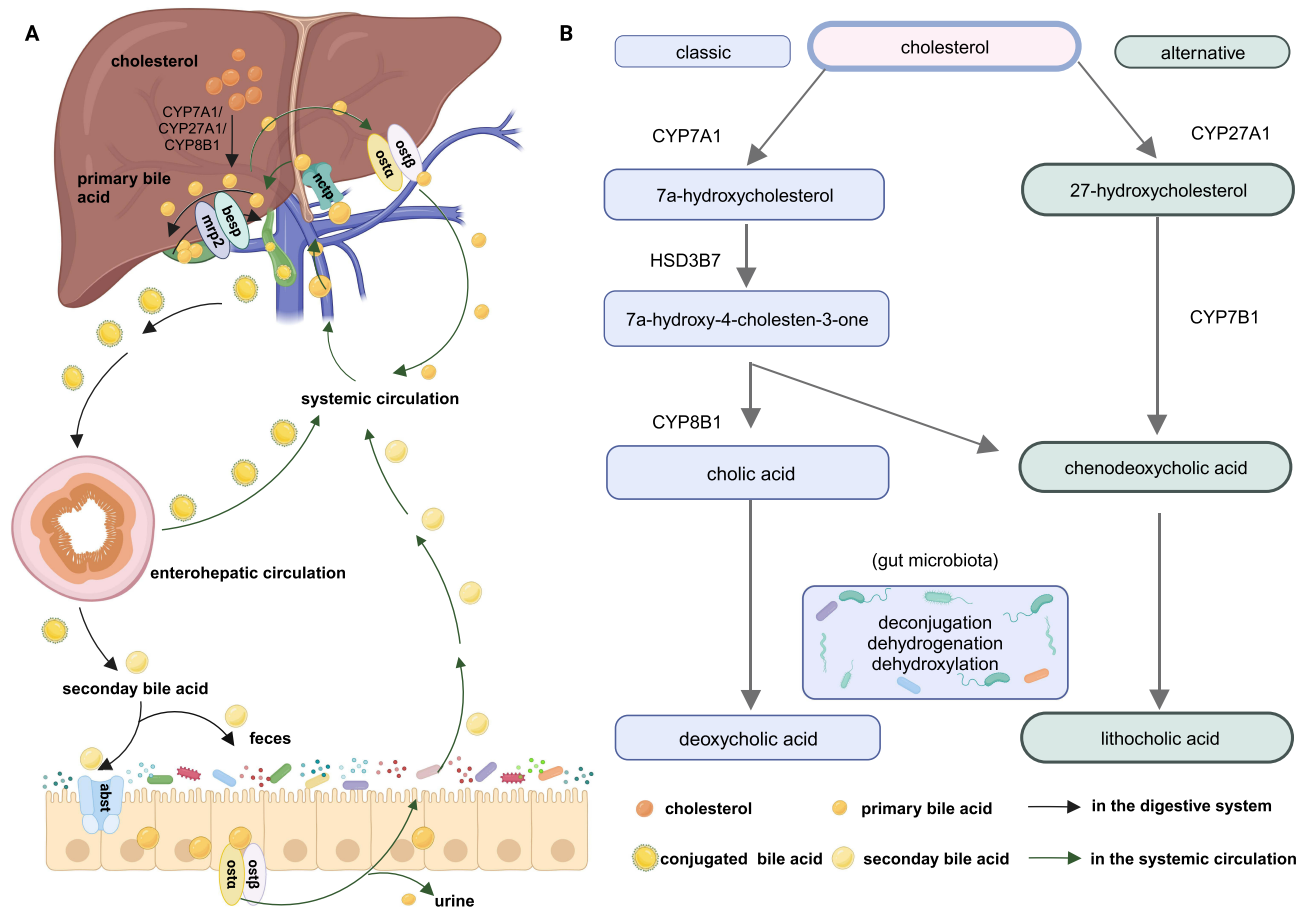 A
cholesterol
CYP7A1/
CYP27A1/
CYP8B1
primary bile
acid
mrp2
besp
nctp
ostα
ostβ
systemic circulation
enterohepatic circulation
seconday bile acid
feces
abst
ostα
ostβ
urine
B
classic
cholesterol
alternative
CYP7A1
CYP27A1
7a-hydroxycholesterol
27-hydroxycholesterol
HSD3B7
7a-hydroxy-4-cholesten-3-one
CYP7B1
CYP8B1
cholic acid
chenodeoxycholic acid
(gut microbiota)
deconjugation
dehydrogenation
dehydroxylation
deoxycholic acid
lithocholic acid
cholesterol
primary bile acid
in the digestive system
conjugated bile acid
seconday bile acid
in the systemic circulation